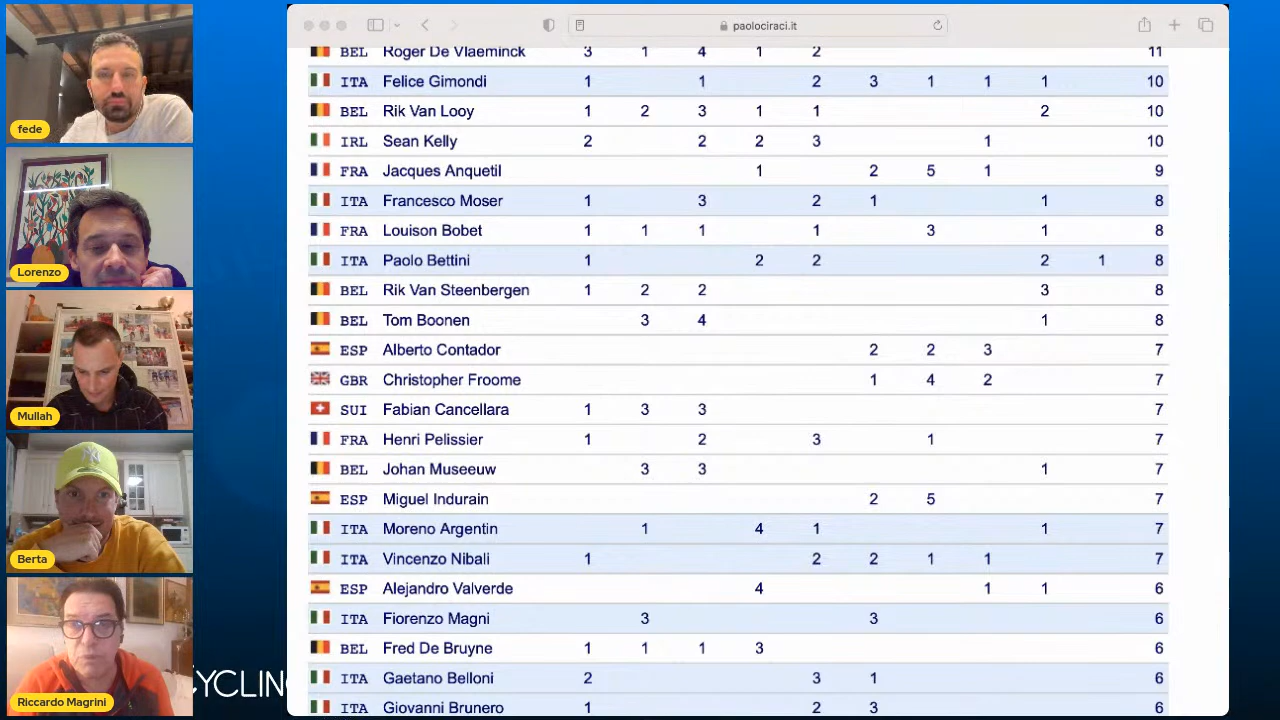 paolociraci.it
BEL Roger De Vlaeminck 3 1 4 1 2 11
ITA Felice Gimondi 1 1 2 3 1 1 1 10
BEL Rik Van Looy 1 2 3 1 1 2 10
IRL Sean Kelly 2 2 2 3 1 10
FRA Jacques Anquetil 1 2 5 1 9
ITA Francesco Moser 1 3 2 1 1 8
FRA Louison Bobet 1 1 1 1 3 1 8
ITA Paolo Bettini 1 2 2 2 1 8
BEL Rik Van Steenbergen 1 2 2 3 8
BEL Tom Boonen 3 4 1 8
ESP Alberto Contador 2 2 3 7
GBR Christopher Froome 1 4 2 7
SUI Fabian Cancellara 1 3 3 7
FRA Henri Pelissier 1 2 3 1 7
BEL Johan Museeuw 3 3 1 7
ESP Miguel Indurain 2 5 7
ITA Moreno Argentin 1 4 1 1 7
ITA Vincenzo Nibali 1 2 2 1 1 7
ESP Alejandro Valverde 4 1 1 6
ITA Fiorenzo Magni 3 3 6
BEL Fred De Bruyne 1 1 1 3 6
ITA Gaetano Belloni 2 3 1 6
ITA Giovanni Brunero 1 2 3 6
fede
Lorenzo
Mullah
Berta
Riccardo Magrini
CYCLIN